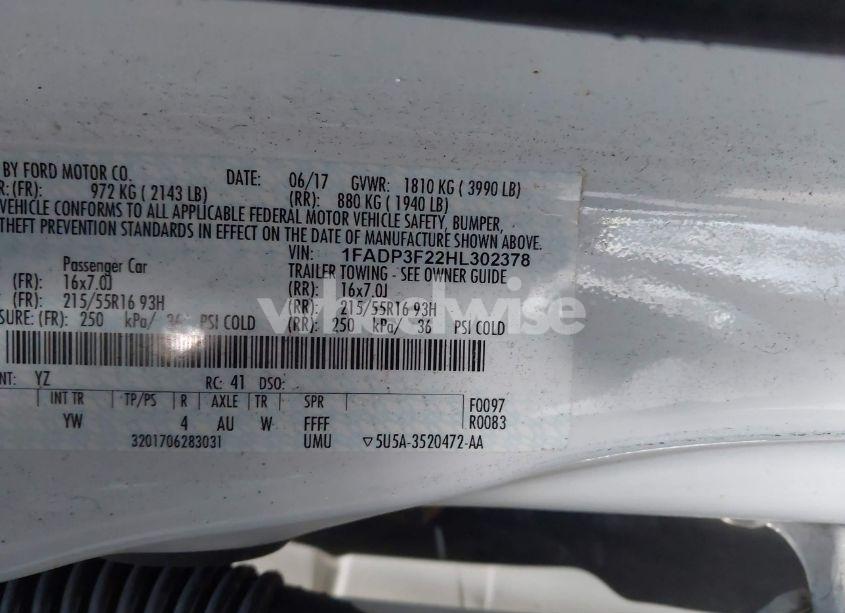 BY FORD MOTOR CO. DATE: 06/17 GVWR: 1810 KG ( 3990 LB)
R: (FR): 972 KG ( 2143 LB) (RR): 880 KG ( 1940 LB)
VEHICLE CONFORMS TO ALL APPLICABLE FEDERAL MOTOR VEHICLE SAFETY, BUMPER,
THEFT PREVENTION STANDARDS IN EFFECT ON THE DATE OF MANUFACTURE SHOWN ABOVE.
VIN: 1FADP3F22HL302378
Passenger Car TRAILER TOWING - SEE OWNER GUIDE
(FR): 16x7.0J (RR): 16x7.0J
(FR): 215/55R16 93H (RR): 215/55R16 93H
SURE: (FR): 250 kPa/ 36 PSI COLD (RR): 250 kPa/ 36 PSI COLD
wheelwise
NT: YZ RC: 41 DSO:
INT TR TP/PS R AXLE TR SPR F0097
YW 4 AU W FFFF R0083
3201706283031 UMU ▽5U5A-3520472-AA